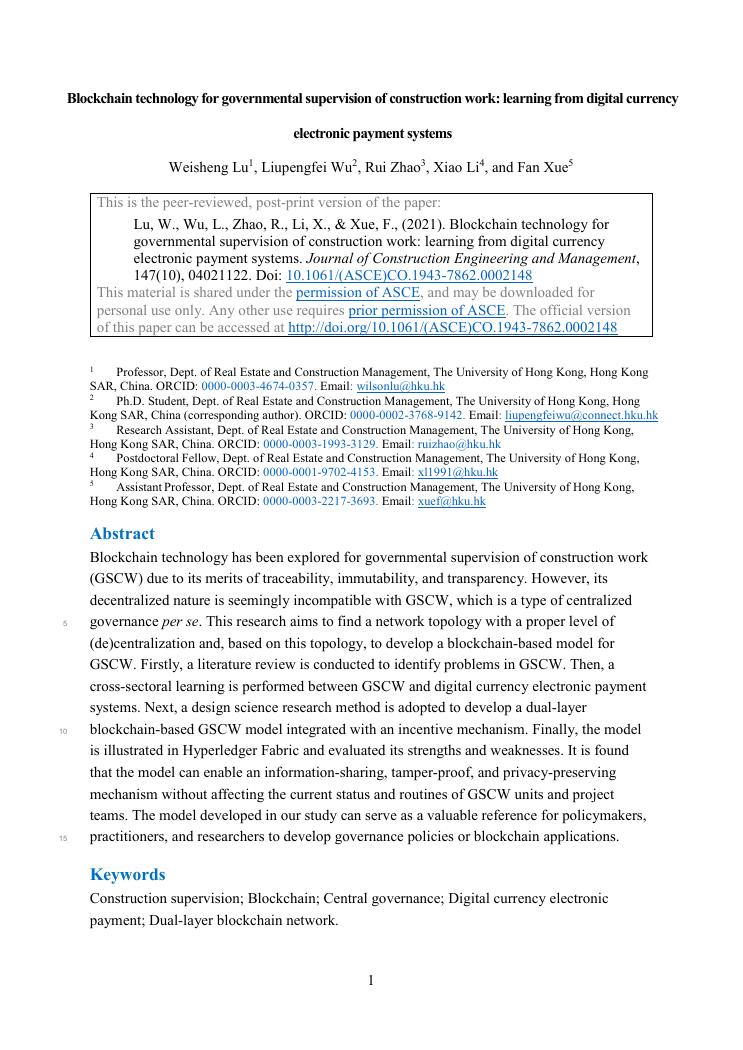 Blockchain technology for governmental supervision of construction work: learning from digital currency
electronic payment systems
Weisheng Lu1, Liupengfei Wu2, Rui Zhao3, Xiao Li4, and Fan Xue5
This is the peer-reviewed, post-print version of the paper:
Lu, W., Wu, L., Zhao, R., Li, X., & Xue, F., (2021). Blockchain technology for
governmental supervision of construction work: learning from digital currency
electronic payment systems. Journal of Construction Engineering and Management,
147(10), 04021122. Doi: 10.1061/(ASCE)CO.1943-7862.0002148
This material is shared under the permission of ASCE, and may be downloaded for
personal use only. Any other use requires prior permission of ASCE. The official version
of this paper can be accessed at http://doi.org/10.1061/(ASCE)CO.1943-7862.0002148
1 Professor, Dept. of Real Estate and Construction Management, The University of Hong Kong, Hong Kong
SAR, China. ORCID: 0000-0003-4674-0357. Email: wilsonlu@hku.hk
2 Ph.D. Student, Dept. of Real Estate and Construction Management, The University of Hong Kong, Hong
Kong SAR, China (corresponding author). ORCID: 0000-0002-3768-9142. Email: liupengfeiwu@connect.hku.hk
3 Research Assistant, Dept. of Real Estate and Construction Management, The University of Hong Kong,
Hong Kong SAR, China. ORCID: 0000-0003-1993-3129. Email: ruizhao@hku.hk
4 Postdoctoral Fellow, Dept. of Real Estate and Construction Management, The University of Hong Kong,
Hong Kong SAR, China. ORCID: 0000-0001-9702-4153. Email: xl1991@hku.hk
5 Assistant Professor, Dept. of Real Estate and Construction Management, The University of Hong Kong,
Hong Kong SAR, China. ORCID: 0000-0003-2217-3693. Email: xuef@hku.hk
Abstract
Blockchain technology has been explored for governmental supervision of construction work
(GSCW) due to its merits of traceability, immutability, and transparency. However, its
decentralized nature is seemingly incompatible with GSCW, which is a type of centralized
5 governance per se. This research aims to find a network topology with a proper level of
(de)centralization and, based on this topology, to develop a blockchain-based model for
GSCW. Firstly, a literature review is conducted to identify problems in GSCW. Then, a
cross-sectoral learning is performed between GSCW and digital currency electronic payment
systems. Next, a design science research method is adopted to develop a dual-layer
10 blockchain-based GSCW model integrated with an incentive mechanism. Finally, the model
is illustrated in Hyperledger Fabric and evaluated its strengths and weaknesses. It is found
that the model can enable an information-sharing, tamper-proof, and privacy-preserving
mechanism without affecting the current status and routines of GSCW units and project
teams. The model developed in our study can serve as a valuable reference for policymakers,
15 practitioners, and researchers to develop governance policies or blockchain applications.
Keywords
Construction supervision; Blockchain; Central governance; Digital currency electronic
payment; Dual-layer blockchain network.
1